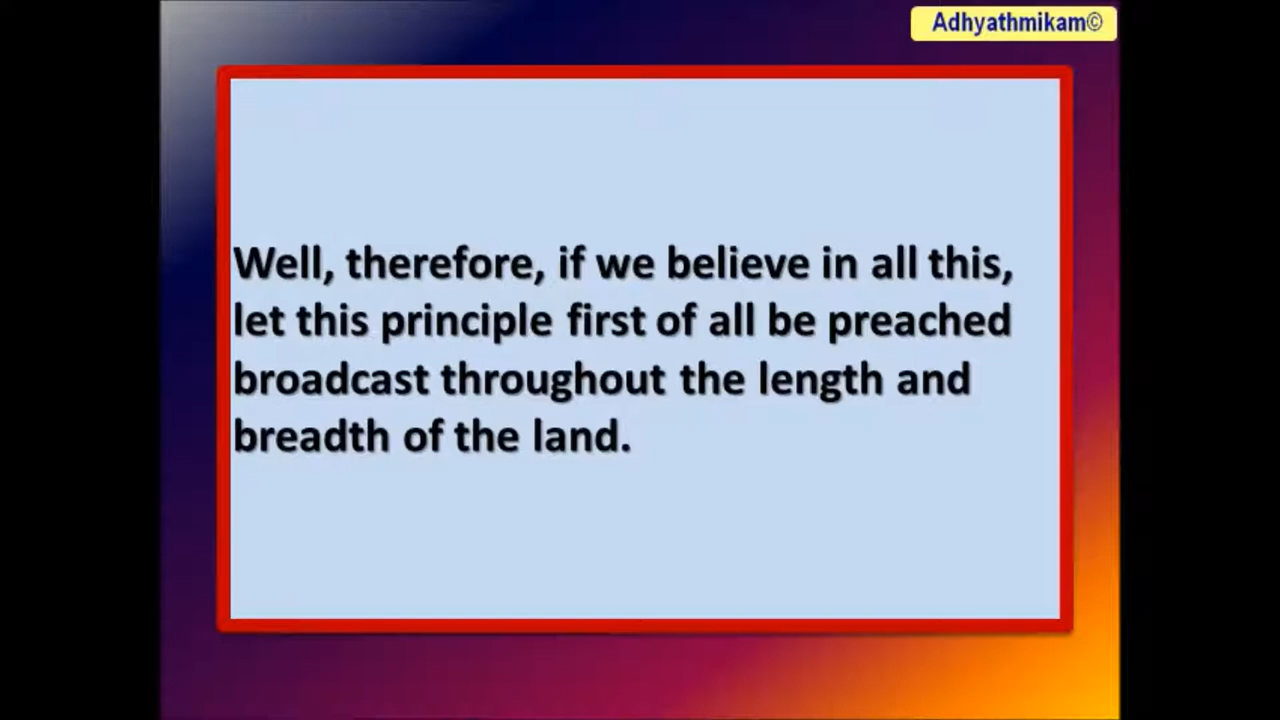 Adhyathmikam©
Well, therefore, if we believe in all this,
let this principle first of all be preached
broadcast throughout the length and
breadth of the land.